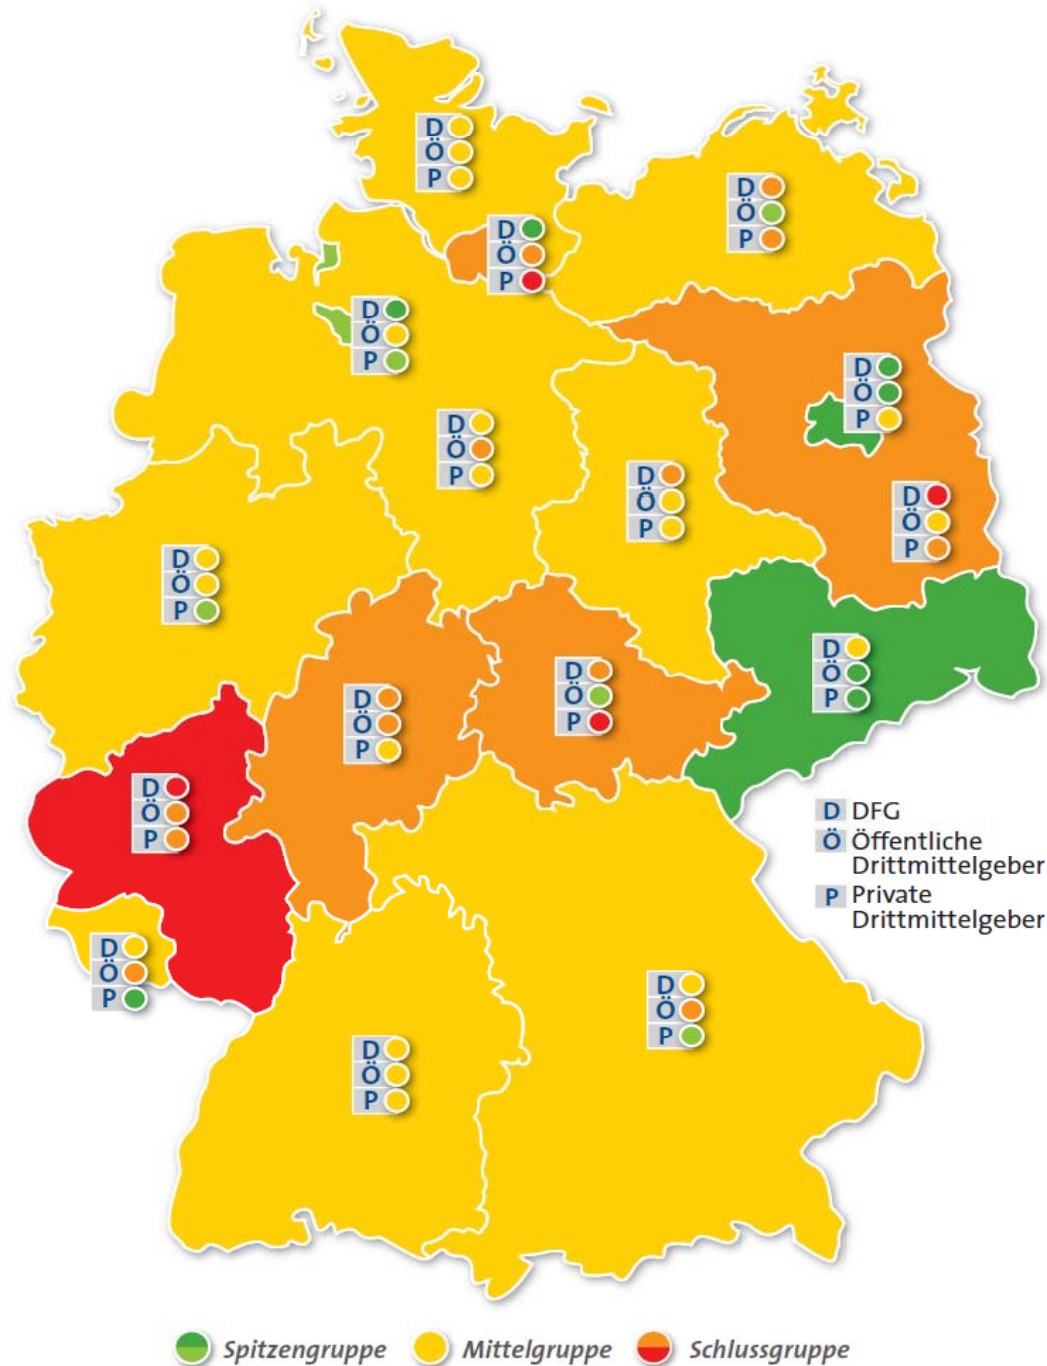 D
Ö
P
D
Ö
P
D
Ö
P
D
Ö
P
D
Ö
P
D
Ö
P
D
Ö
P
D
Ö
P
D
Ö
P
D
Ö
P
D
Ö
P
D
Ö
P
D
Ö
P
D DFG
Ö Öffentliche
Drittmittelgeber
P Private
Drittmittelgeber
D
Ö
P
D
Ö
P
D
Ö
P
Spitzengruppe Mittelgruppe Schlussgruppe